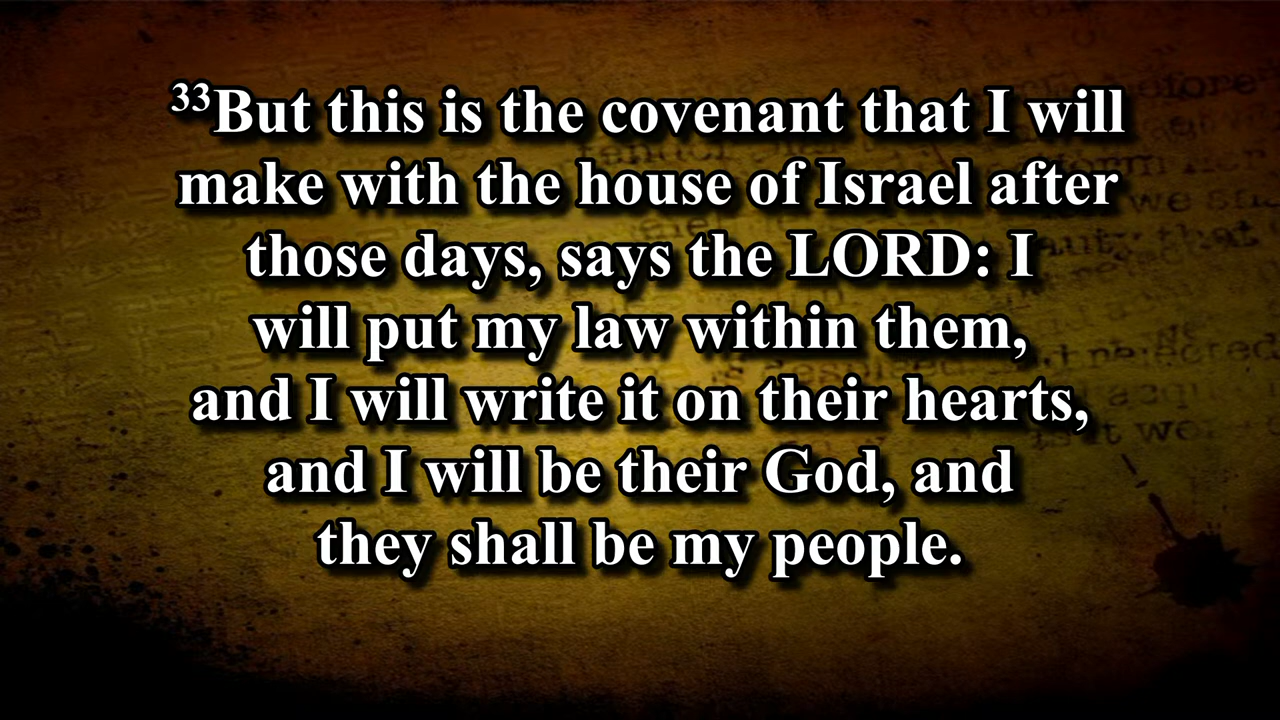 ³³But this is the covenant that I will
make with the house of Israel after
those days, says the LORD: I
will put my law within them,
and I will write it on their hearts,
and I will be their God, and
they shall be my people.